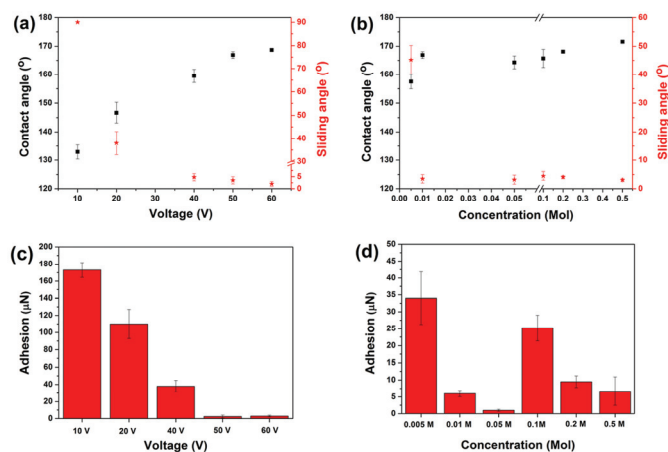 (a)
Contact angle (°)
180
170
160
150
140
130
120
10 20 30 40 50 60
Voltage (V)
90
80
70
60
50
40
30
5
0
Sliding angle (°)
(b)
Contact angle (°)
180
170
160
150
140
130
120
0.00 0.01 0.02 0.03 0.04 0.05 0.1 0.2 0.3 0.4 0.5
Concentration (Mol)
60
50
40
30
20
10
0
Sliding angle (°)
(c)
Adhesion (µN)
200
180
160
140
120
100
80
60
40
20
0
10 V 20 V 40 V 50 V 60 V
Voltage (V)
(d)
Adhesion (µN)
50
45
40
35
30
25
20
15
10
5
0
0.005 M 0.01 M 0.05 M 0.1M 0.2 M 0.5 M
Concentration (Mol)